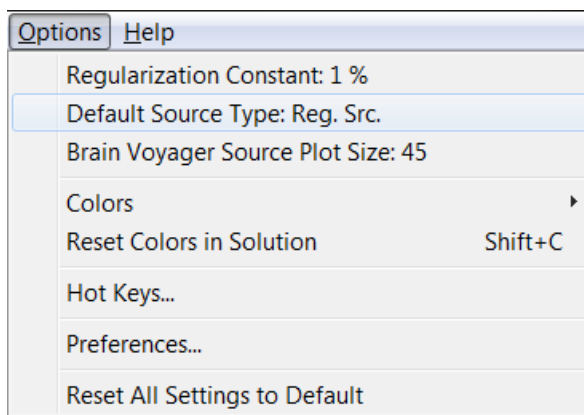 Options Help
Regularization Constant: 1 %
Default Source Type: Reg. Src.
Brain Voyager Source Plot Size: 45
Colors
Reset Colors in Solution Shift+C
Hot Keys...
Preferences...
Reset All Settings to Default